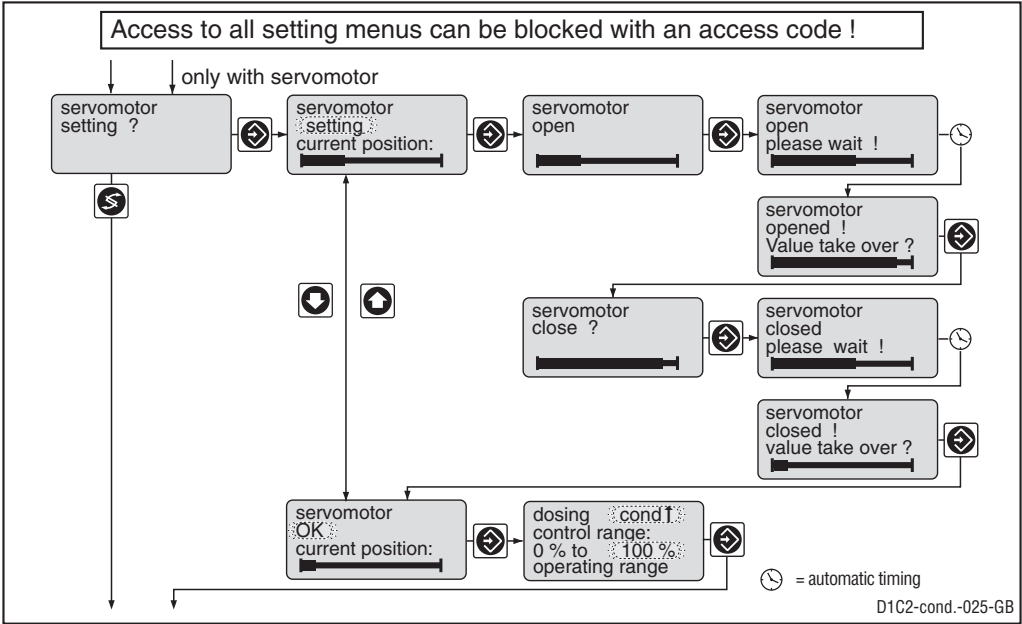 Access to all setting menus can be blocked with an access code !
only with servomotor
servomotor
setting ?
servomotor
setting
current position:
servomotor
open
servomotor
open
please wait !
servomotor
opened !
Value take over ?
servomotor
close ?
servomotor
closed
please wait !
servomotor
closed !
value take over ?
servomotor
OK
current position:
dosing cond↑
control range:
0 % to 100 %
operating range
= automatic timing
D1C2-cond.-025-GB